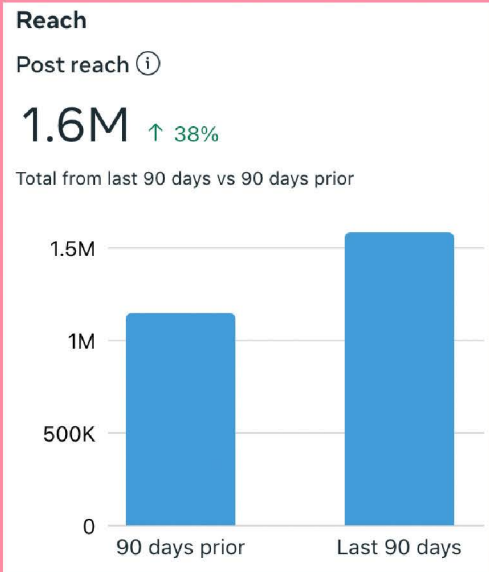 Reach
Post reach
1.6M ↑ 38%
Total from last 90 days vs 90 days prior
1.5M
1M
500K
0
90 days prior Last 90 days